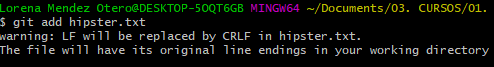 Lorena Mendez Otero@DESKTOP-5OQT6GB MINGW64 ~/Documents/03. CURSOS/01.
$ git add hipster.txt
warning: LF will be replaced by CRLF in hipster.txt.
The file will have its original line endings in your working directory